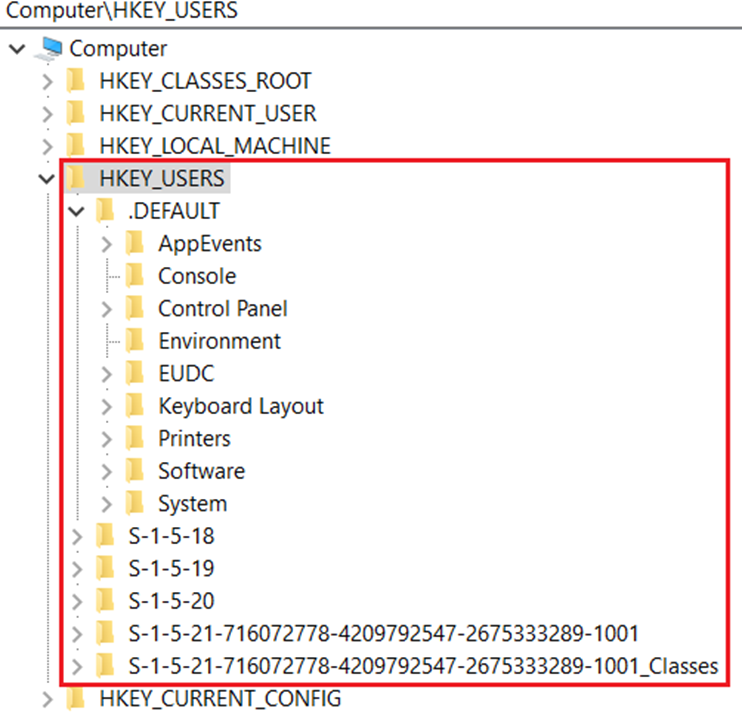 Computer\HKEY_USERS
Computer
HKEY_CLASSES_ROOT
HKEY_CURRENT_USER
HKEY_LOCAL_MACHINE
HKEY_USERS
.DEFAULT
AppEvents
Console
Control Panel
Environment
EUDC
Keyboard Layout
Printers
Software
System
S-1-5-18
S-1-5-19
S-1-5-20
S-1-5-21-716072778-4209792547-2675333289-1001
S-1-5-21-716072778-4209792547-2675333289-1001_Classes
HKEY_CURRENT_CONFIG